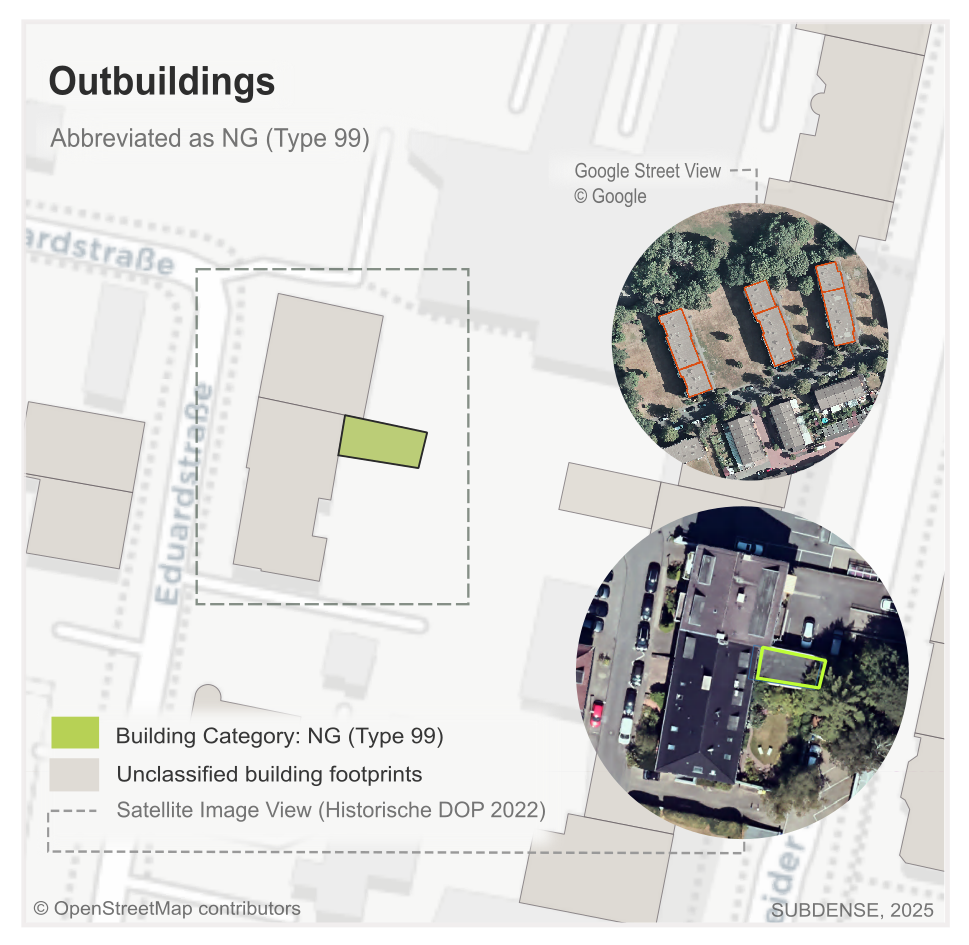 Outbuildings
Abbreviated as NG (Type 99)
Google Street View
© Google
ardstraße
Eduardstraße
Building Category: NG (Type 99)
Unclassified building footprints
Satellite Image View (Historische DOP 2022)
© OpenStreetMap contributors
SUBDENSE, 2025